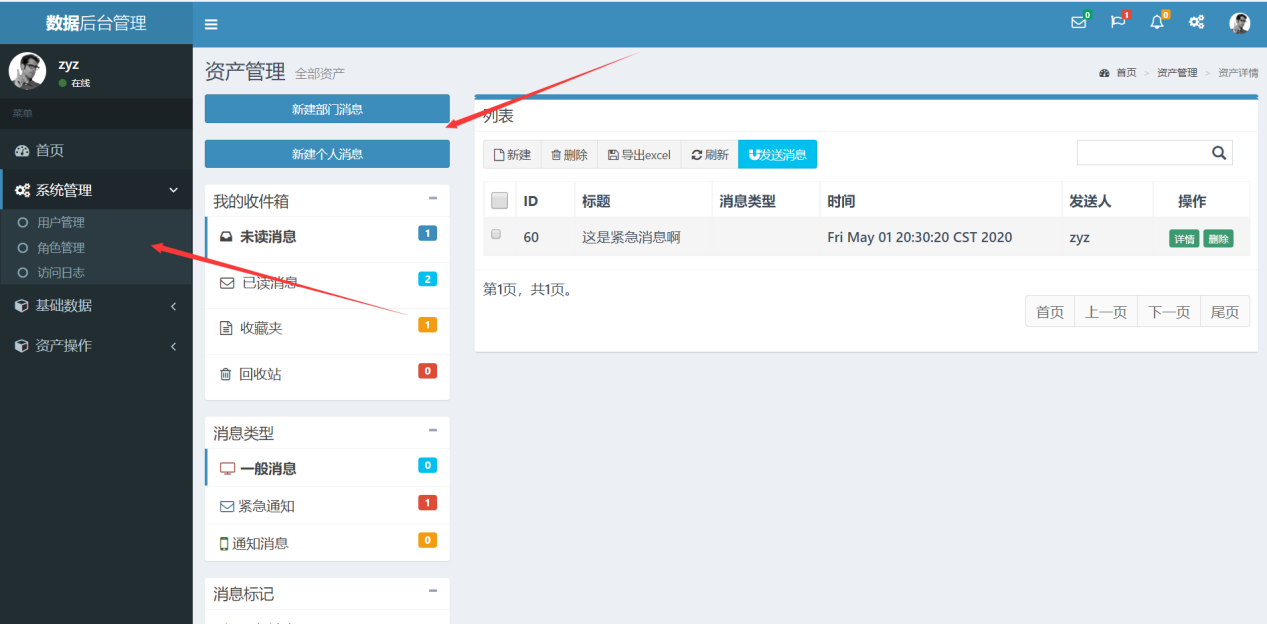 数据后台管理
0
1
0
zyz
在线
菜单
首页
系统管理
用户管理
角色管理
访问日志
基础数据
资产操作
资产管理 全部资产
首页 > 资产管理 > 资产详情
新建部门消息
新建个人消息
我的收件箱
未读消息 1
已读消息 2
收藏夹 1
回收站 0
消息类型
一般消息 0
紧急通知 1
通知消息 0
消息标记
列表
新建 删除 导出excel 刷新 发送消息
ID 标题 消息类型 时间 发送人 操作
60 这是紧急消息啊 Fri May 01 20:30:20 CST 2020 zyz 详情 删除
第1页，共1页。
首页 上一页 下一页 尾页